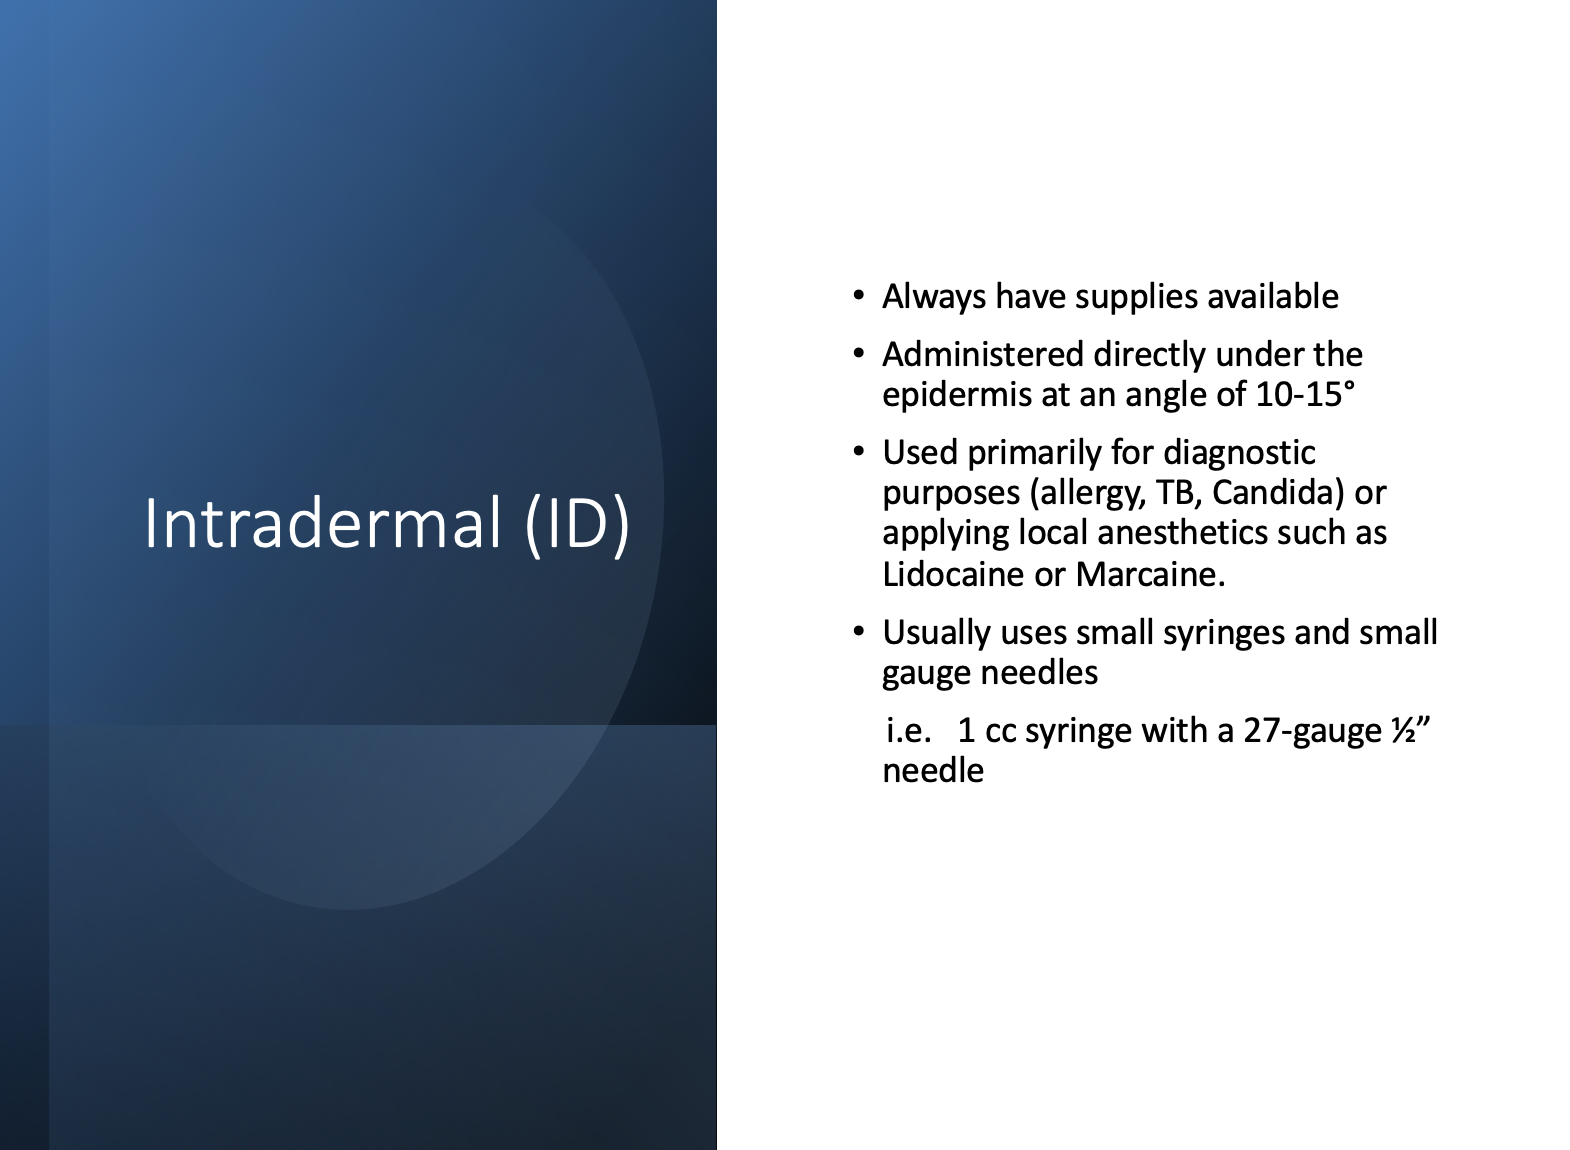 Intradermal (ID)
• Always have supplies available
• Administered directly under the
epidermis at an angle of 10-15°
• Used primarily for diagnostic
purposes (allergy, TB, Candida) or
applying local anesthetics such as
Lidocaine or Marcaine.
• Usually uses small syringes and small
gauge needles
i.e.   1 cc syringe with a 27-gauge ½”
needle